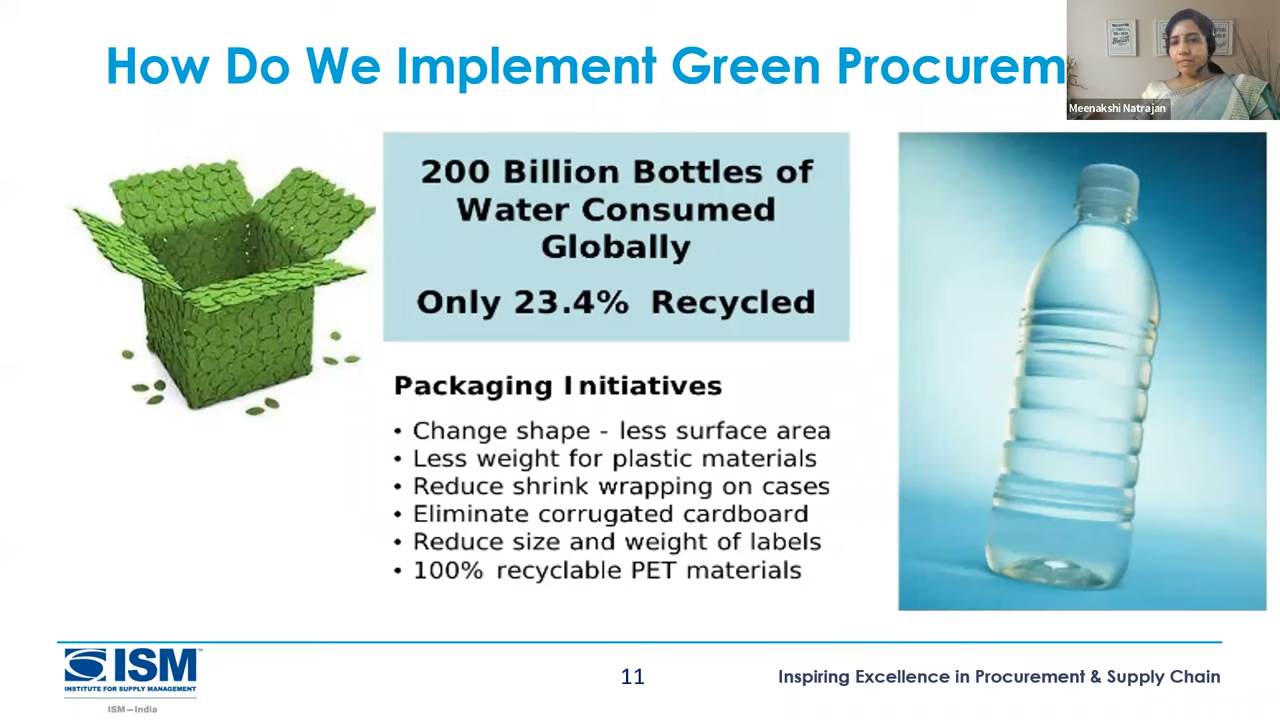 How Do We Implement Green Procurem
Meenakshi Natrajan
200 Billion Bottles of
Water Consumed
Globally
Only 23.4% Recycled
Packaging Initiatives
• Change shape - less surface area
• Less weight for plastic materials
• Reduce shrink wrapping on cases
• Eliminate corrugated cardboard
• Reduce size and weight of labels
• 100% recyclable PET materials
ISM™
INSTITUTE FOR SUPPLY MANAGEMENT
ISM—India
11
Inspiring Excellence in Procurement & Supply Chain